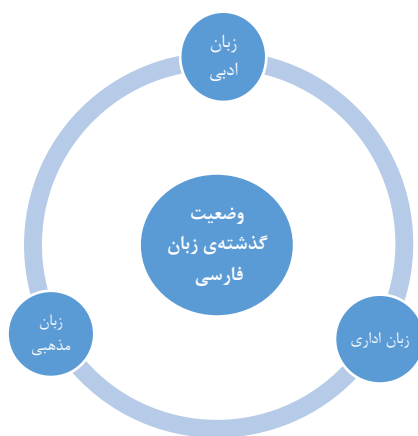 زبان
ادبی
وضعیت
گذشته‌ی زبان
فارسی
زبان اداری
زبان
مذهبی